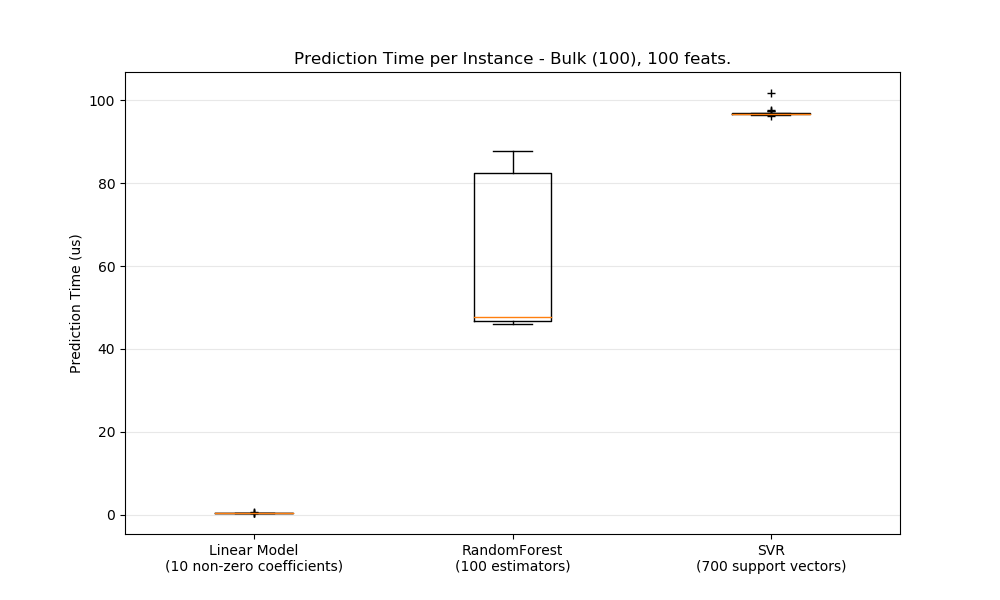 Prediction Time per Instance - Bulk (100), 100 feats.
Prediction Time (us)
100
80
60
40
20
0
Linear Model
(10 non-zero coefficients)
RandomForest
(100 estimators)
SVR
(700 support vectors)